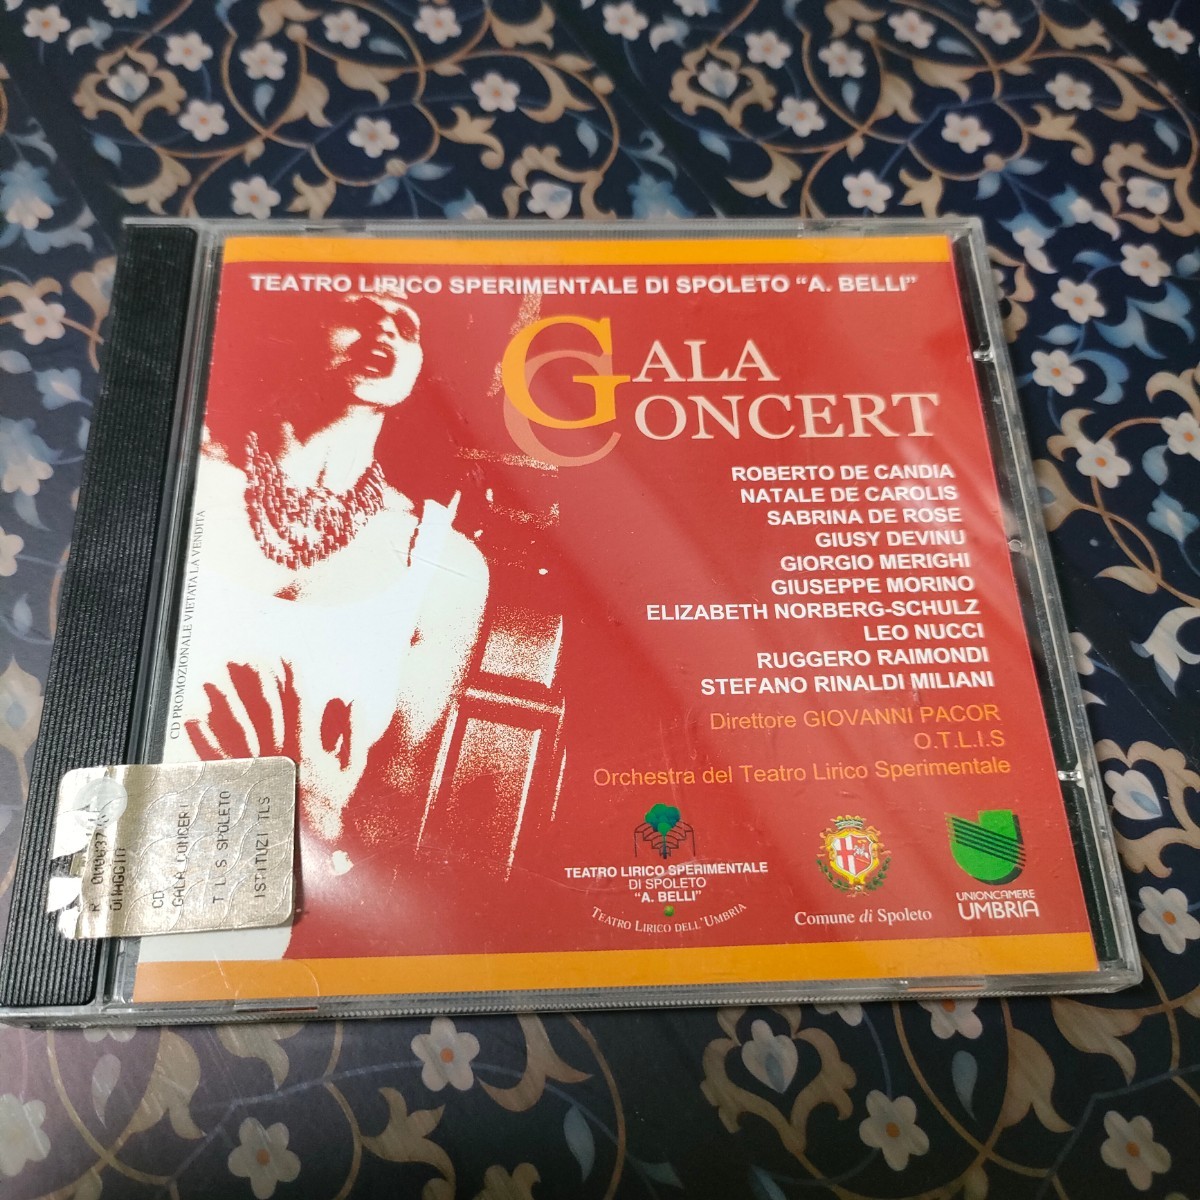 TEATRO LIRICO SPERIMENTALE DI SPOLETO “A. BELLI”
GALA
CONCERT
ROBERTO DE CANDIA
NATALE DE CAROLIS
SABRINA DE ROSE
GIUSY DEVINU
GIORGIO MERIGHI
GIUSEPPE MORINO
ELIZABETH NORBERG-SCHULZ
LEO NUCCI
RUGGERO RAIMONDI
STEFANO RINALDI MILIANI
Direttore GIOVANNI PACOR
O.T.L.I.S
Orchestra del Teatro Lirico Sperimentale
CD PROMOZIONALE VIETATA LA VENDITA
TEATRO LIRICO SPERIMENTALE
DI SPOLETO
“A. BELLI”
TEATRO LIRICO DELL'UMBRIA
Comune di Spoleto
UNIONCAMERE
UMBRIA
CD
GALA CONCERT
T.L.S SPOLETO
ISTITUZI TLS